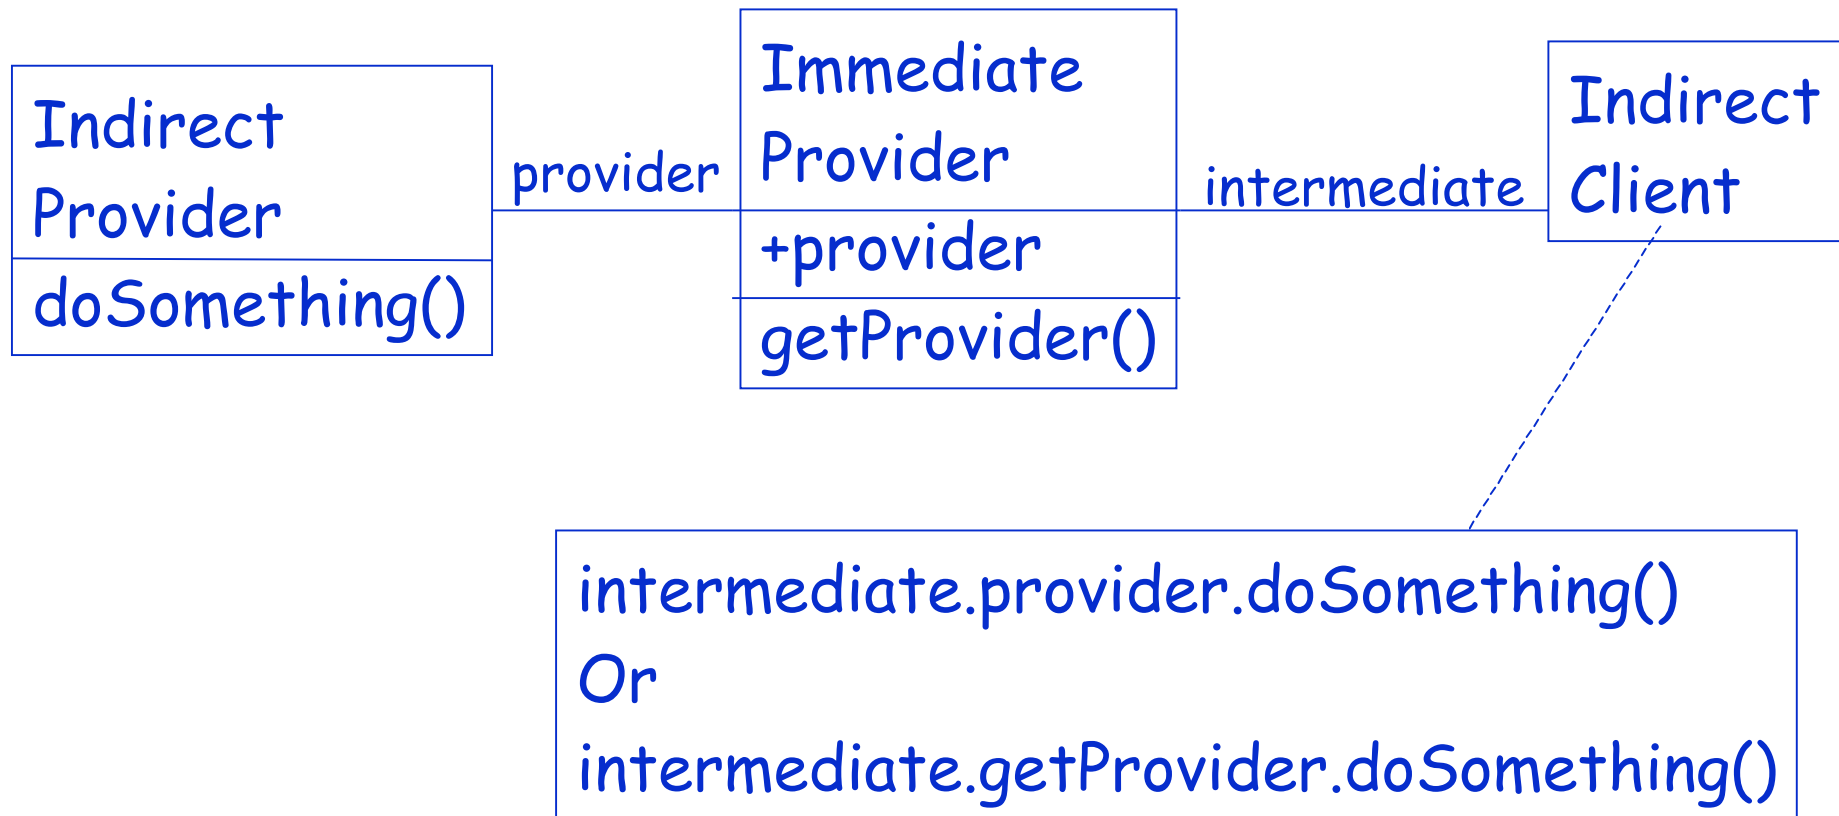 Indirect
Provider
doSomething()
provider
Immediate
Provider
+provider
getProvider()
intermediate
Indirect
Client
intermediate.provider.doSomething()
Or
intermediate.getProvider.doSomething()